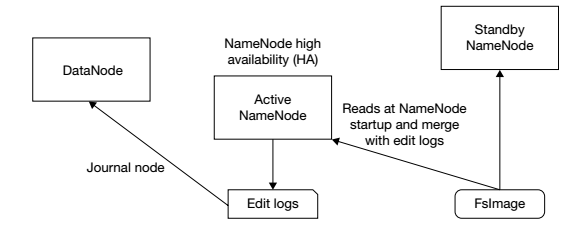 Standby
NameNode
NameNode high
availability (HA)
DataNode
Active
NameNode
Reads at NameNode
startup and merge
with edit logs
Journal node
Edit logs
FsImage